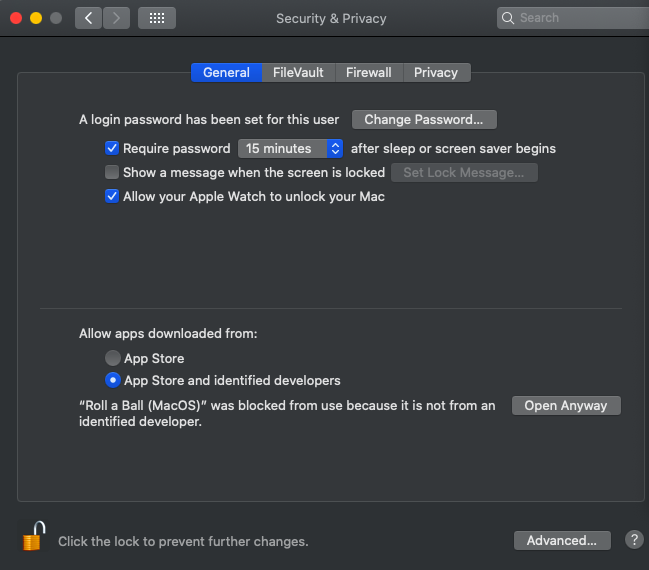 Security & Privacy
Search
General
FileVault
Firewall
Privacy
A login password has been set for this user
Change Password...
Require password
15 minutes
after sleep or screen saver begins
Show a message when the screen is locked
Set Lock Message...
Allow your Apple Watch to unlock your Mac
Allow apps downloaded from:
App Store
App Store and identified developers
“Roll a Ball (MacOS)” was blocked from use because it is not from an
identified developer.
Open Anyway
Click the lock to prevent further changes.
Advanced...
?